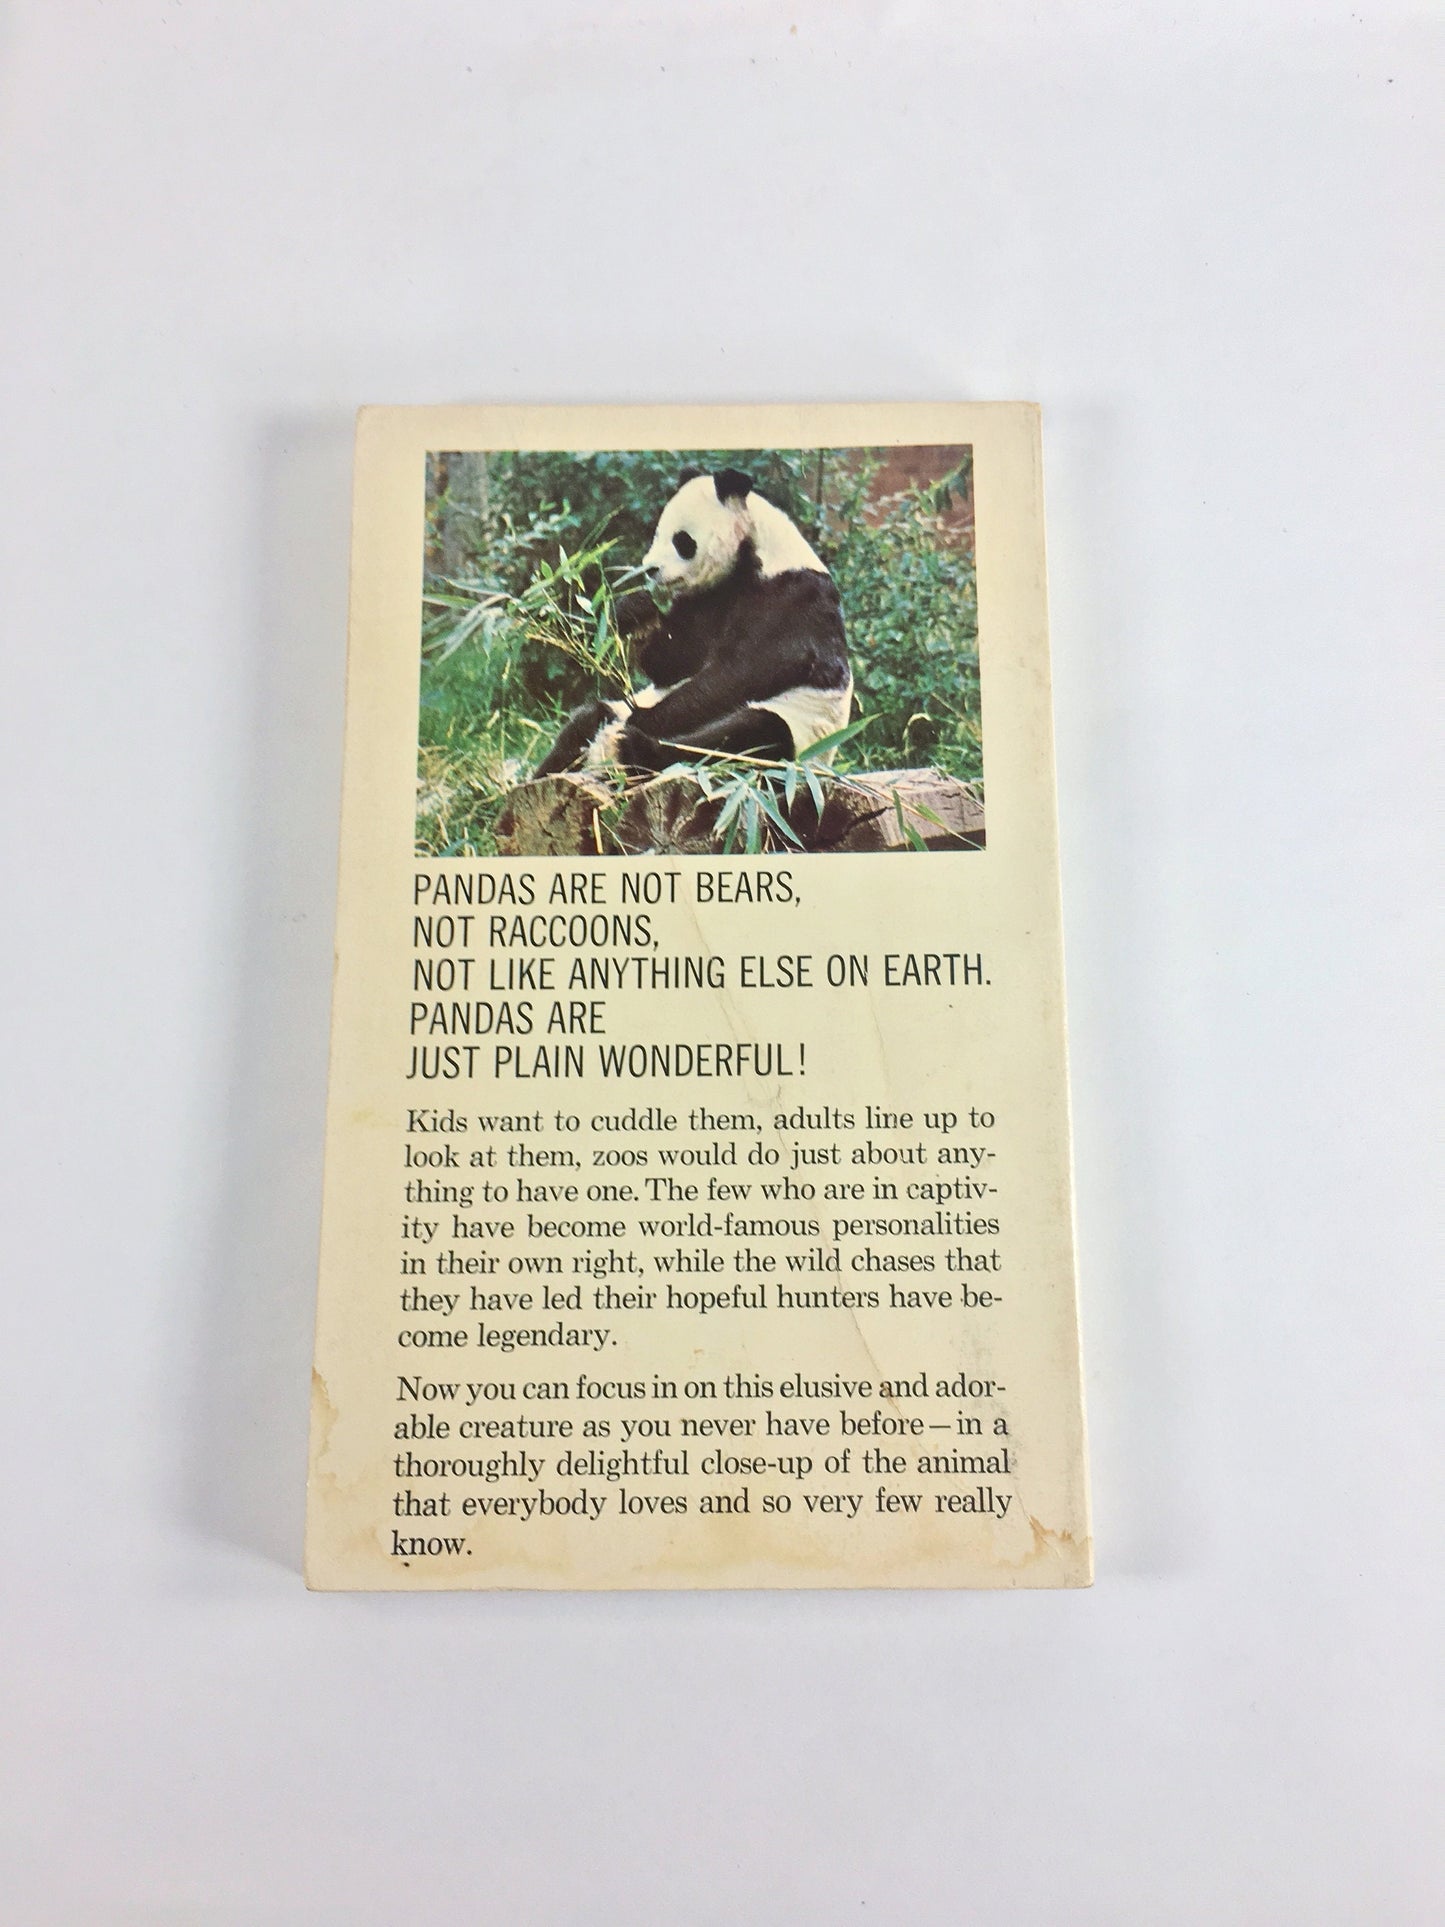 PANDAS ARE NOT BEARS,
NOT RACCOONS,
NOT LIKE ANYTHING ELSE ON EARTH.
PANDAS ARE
JUST PLAIN WONDERFUL!
Kids want to cuddle them, adults line up to
look at them, zoos would do just about any-
thing to have one. The few who are in captiv-
ity have become world-famous personalities
in their own right, while the wild chases that
they have led their hopeful hunters have be-
come legendary.
Now you can focus in on this elusive and ador-
able creature as you never have before—in a
thoroughly delightful close-up of the animal
that everybody loves and so very few really
know.